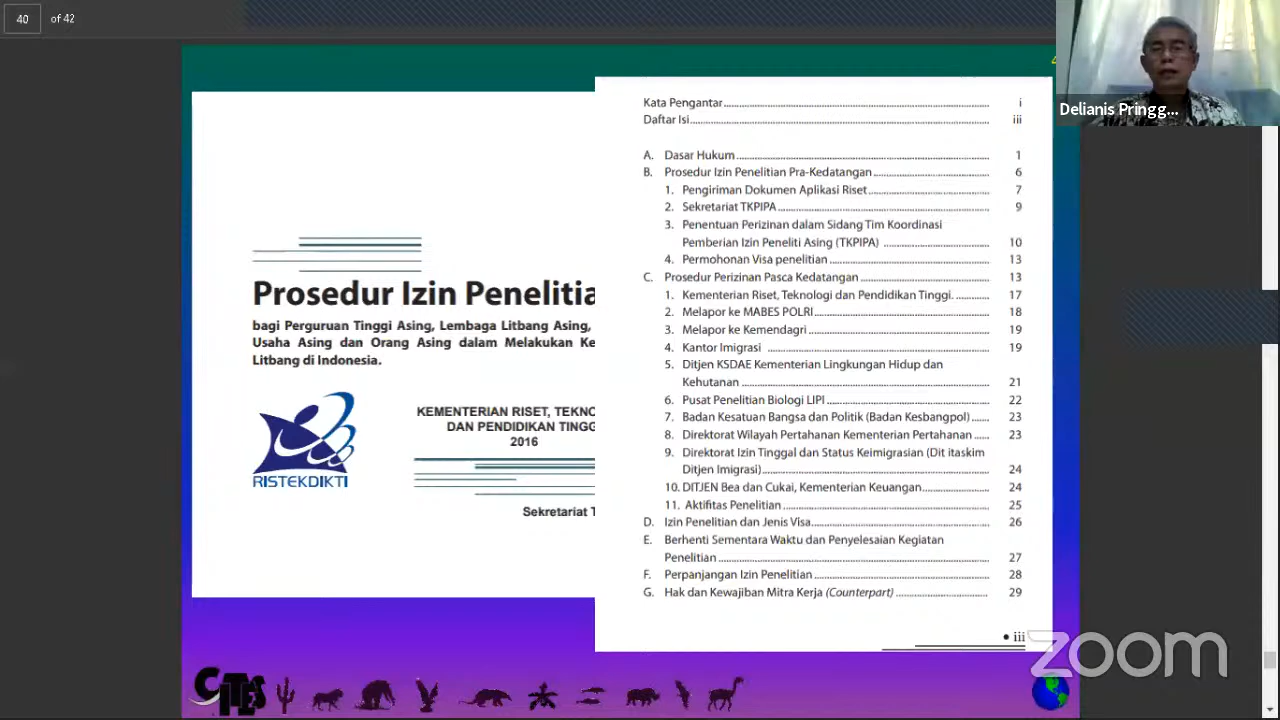 40 of 42
Delianis Pringg...
Prosedur Izin Penelitia
bagi Perguruan Tinggi Asing, Lembaga Litbang Asing,
Usaha Asing dan Orang Asing dalam Melakukan Ke
Litbang di Indonesia.
RISTEKDIKTI
KEMENTERIAN RISET, TEKNO
DAN PENDIDIKAN TINGG
2016
Sekretariat T
Kata Pengantar i
Daftar Isi iii
A. Dasar Hukum 1
B. Prosedur Izin Penelitian Pra-Kedatangan 6
1. Pengiriman Dokumen Aplikasi Riset 7
2. Sekretariat TKPIPA 9
3. Penentuan Perizinan dalam Sidang Tim Koordinasi
Pemberian Izin Peneliti Asing (TKPIPA) 10
4. Permohonan Visa penelitian 13
C. Prosedur Perizinan Pasca Kedatangan 13
1. Kementerian Riset, Teknologi dan Pendidikan Tinggi. 17
2. Melapor ke MABES POLRI 18
3. Melapor ke Kemendagri 19
4. Kantor Imigrasi 19
5. Ditjen KSDAE Kementerian Lingkungan Hidup dan
Kehutanan 21
6. Pusat Penelitian Biologi LIPI 22
7. Badan Kesatuan Bangsa dan Politik (Badan Kesbangpol) 23
8. Direktorat Wilayah Pertahanan Kementerian Pertahanan 23
9. Direktorat Izin Tinggal dan Status Keimigrasian (Dit itaskim
Ditjen Imigrasi) 24
10. DITJEN Bea dan Cukai, Kementerian Keuangan 24
11. Aktifitas Penelitian 25
D. Izin Penelitian dan Jenis Visa 26
E. Berhenti Sementara Waktu dan Penyelesaian Kegiatan
Penelitian 27
F. Perpanjangan Izin Penelitian 28
G. Hak dan Kewajiban Mitra Kerja (Counterpart) 29
• iii
CITES
zoom